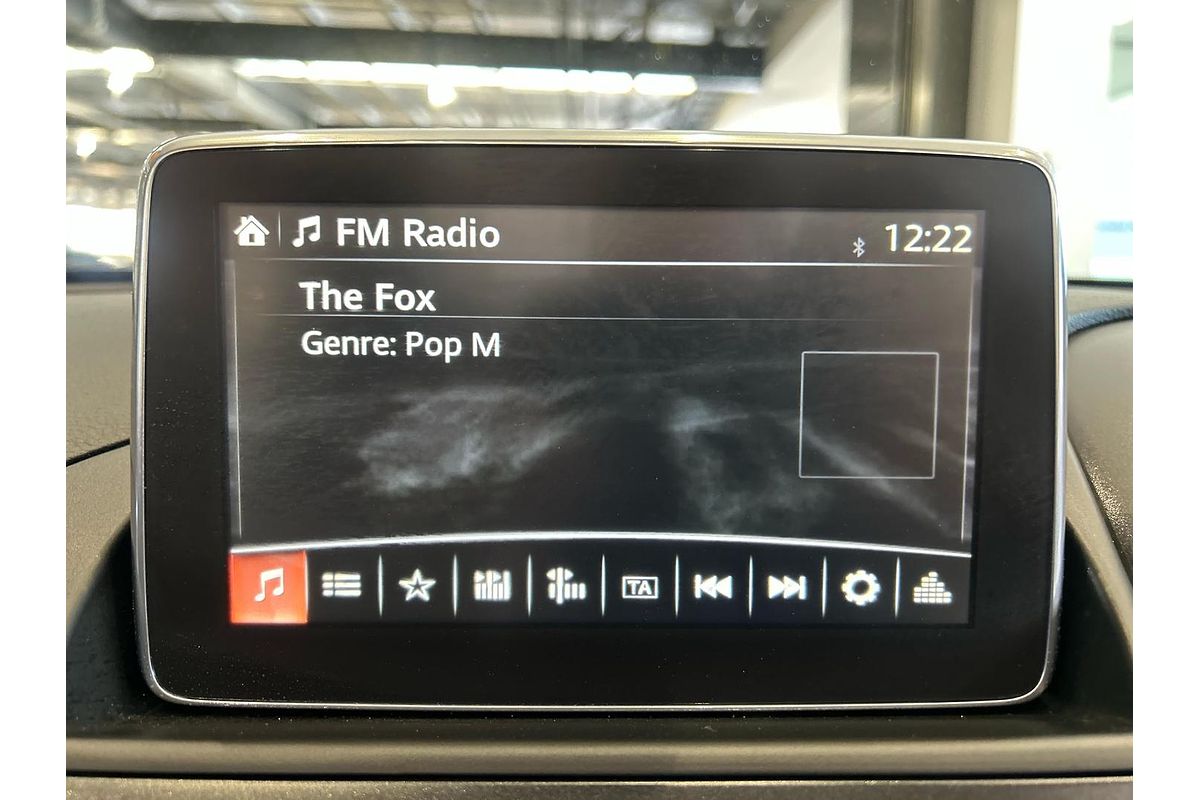 FM Radio
12:22
The Fox
Genre: Pop M
TA